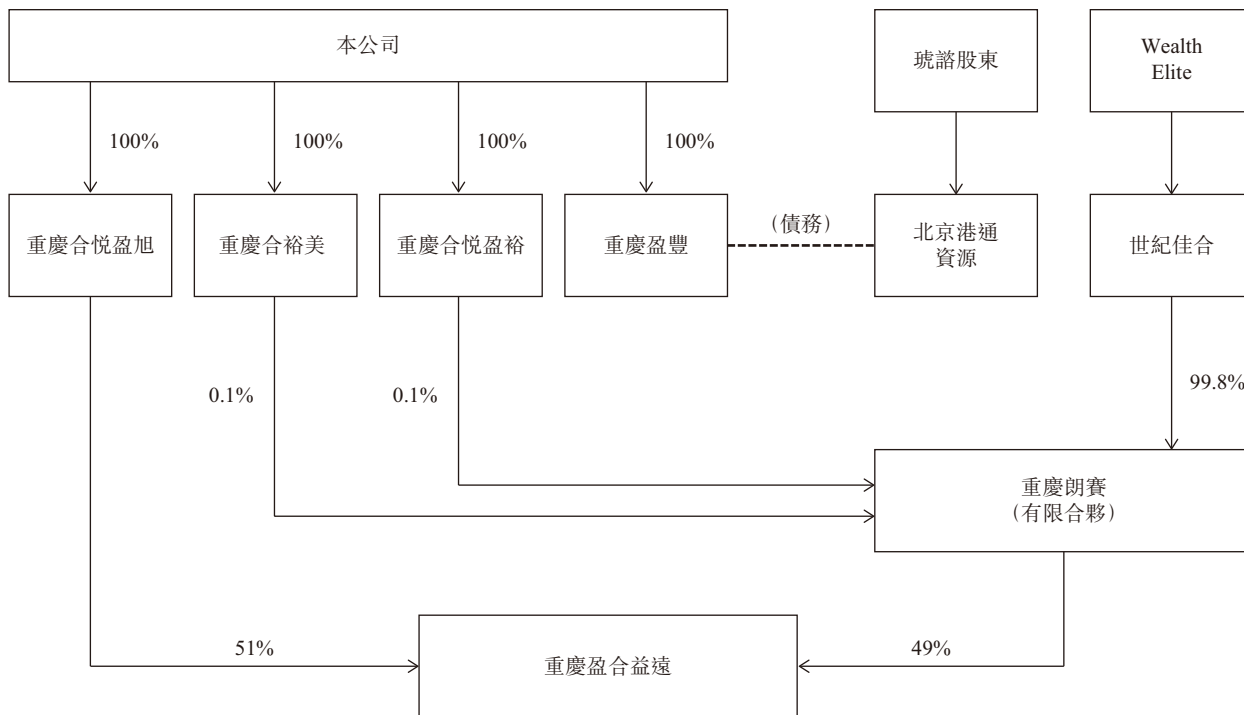 本公司
琥諮股東
Wealth
Elite
100%
100%
100%
100%
重慶合悦盈旭
重慶合裕美
重慶合悦盈裕
重慶盈豐
（債務）
北京港通
資源
世紀佳合
0.1%
0.1%
99.8%
重慶朗賽
（有限合夥）
51%
49%
重慶盈合益遠